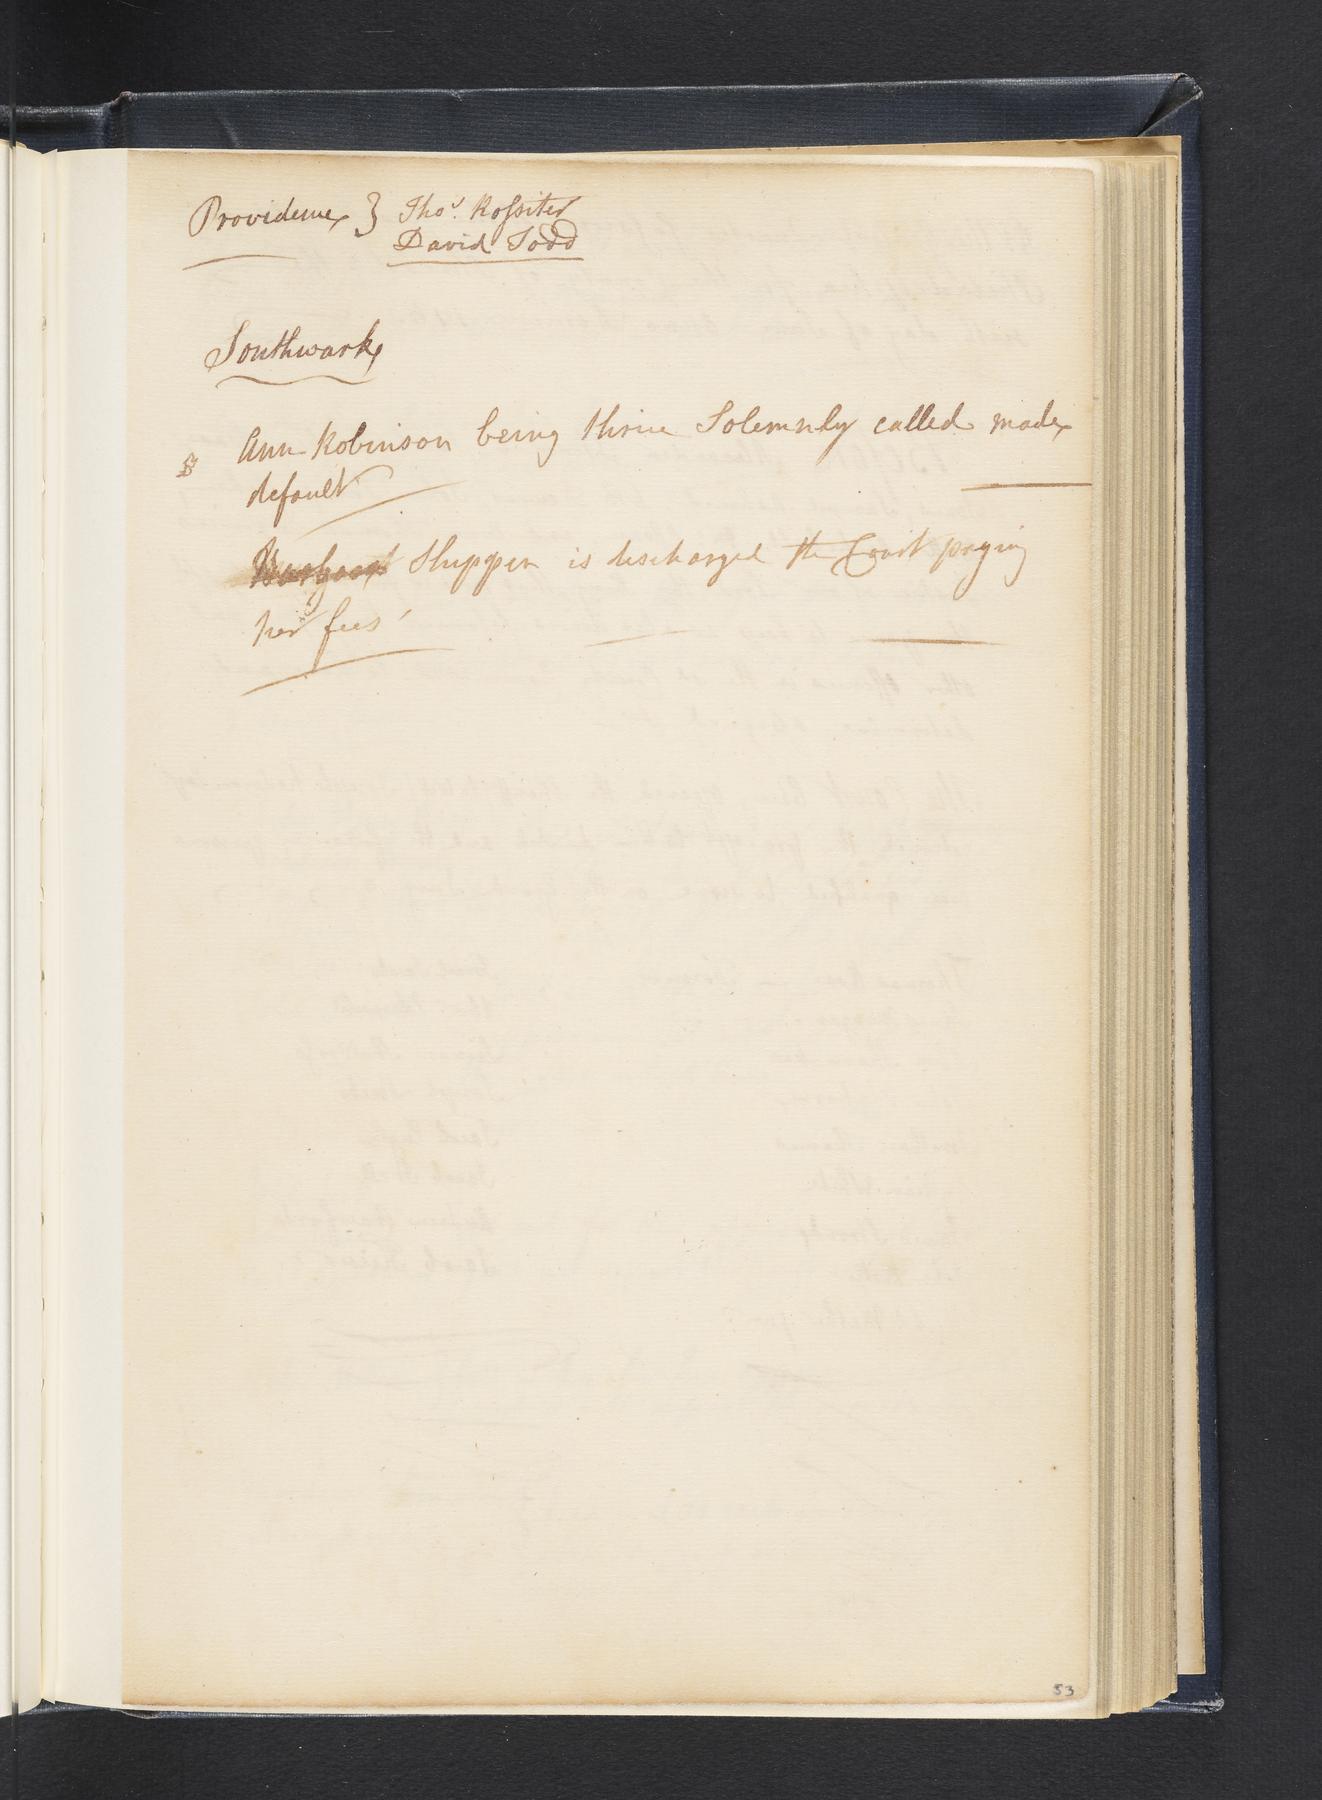 Providence } Thos. Rossiter
David Todd
Southwark
Ann Robinson being thrice Solemnly called made
default
Margaret Shippen is discharged the Court paying
her fees
53